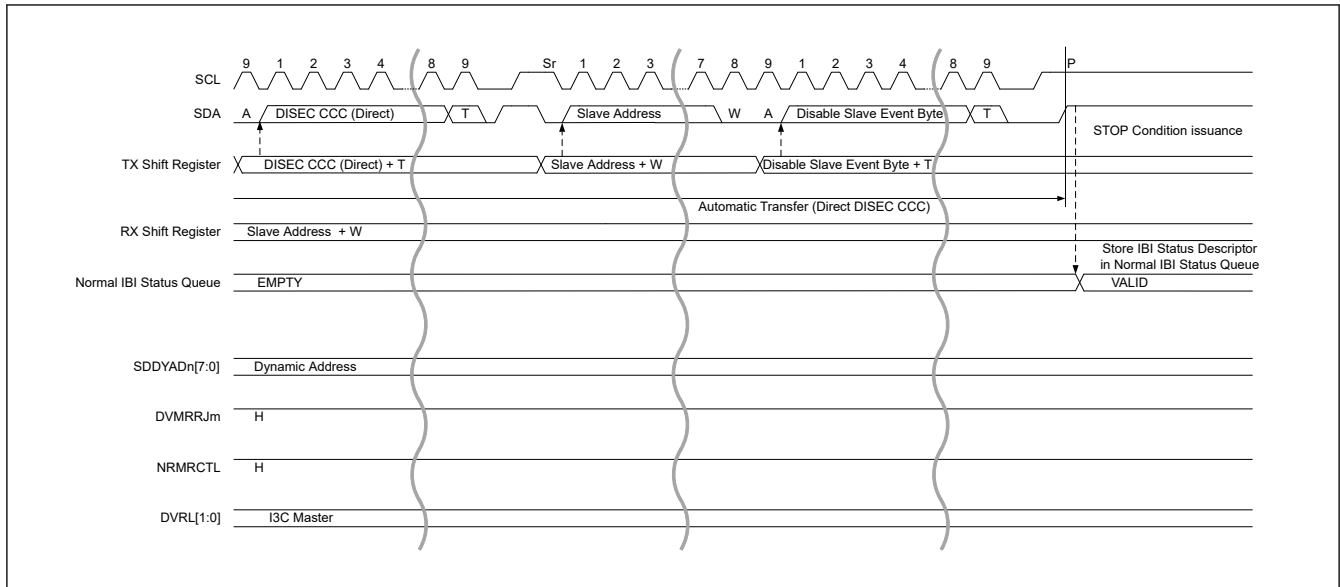 9 1 2 3 4 8 9 Sr 1 2 3 7 8 9 1 2 3 4 8 9 P
SCL
SDA A DISEC CCC (Direct) T Slave Address W A Disable Slave Event Byte T
STOP Condition issuance
TX Shift Register DISEC CCC (Direct) + T Slave Address + W Disable Slave Event Byte + T
Automatic Transfer (Direct DISEC CCC)
RX Shift Register Slave Address + W
Store IBI Status Descriptor
in Normal IBI Status Queue
Normal IBI Status Queue EMPTY VALID
SDDYADn[7:0] Dynamic Address
DVMRRJm H
NRMRCTL H
DVRL[1:0] I3C Master